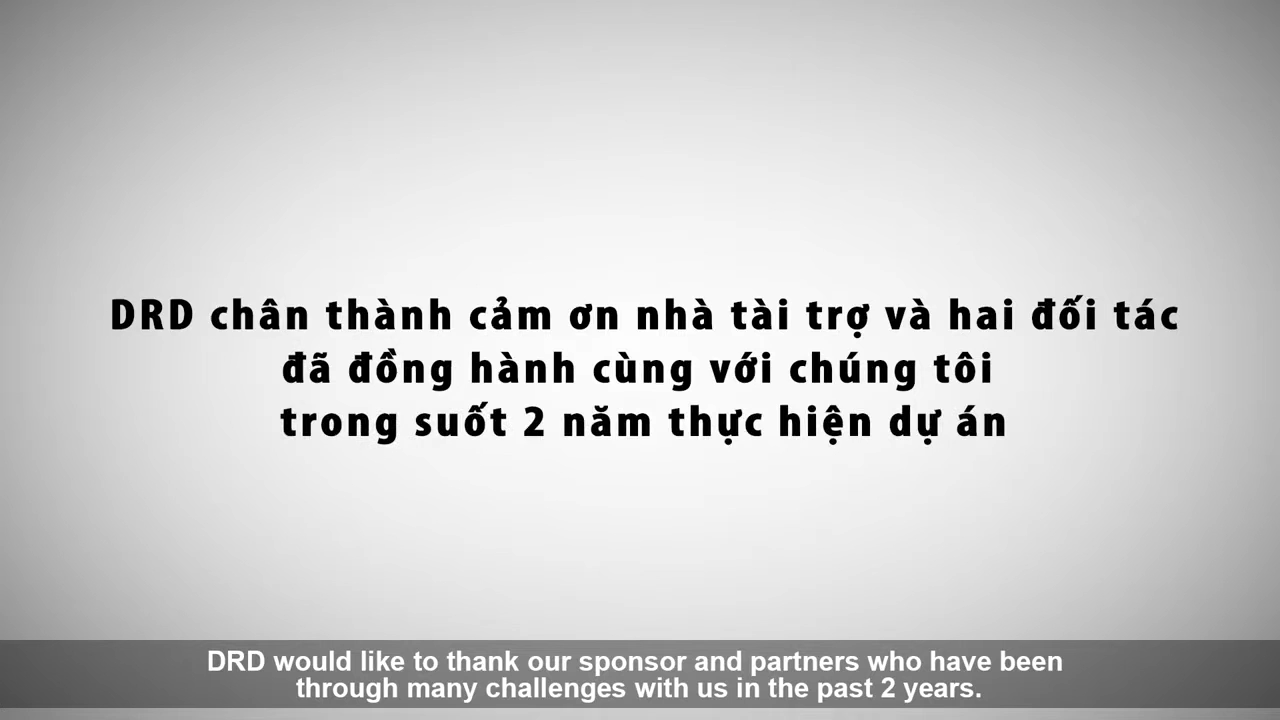 DRD chân thành cảm ơn nhà tài trợ và hai đối tác
đã đồng hành cùng với chúng tôi
trong suốt 2 năm thực hiện dự án
DRD would like to thank our sponsor and partners who have been
through many challenges with us in the past 2 years.